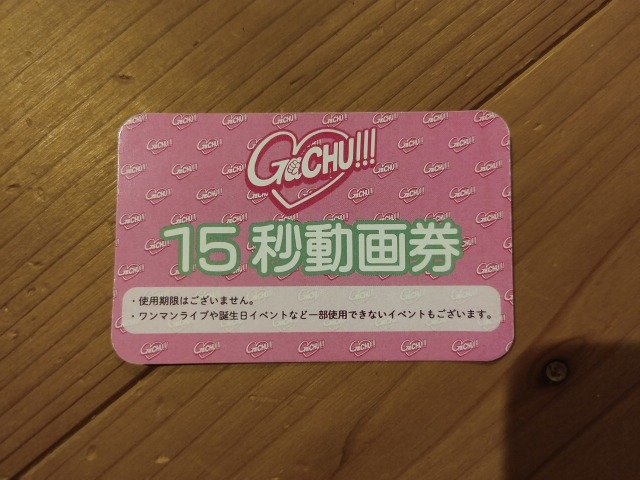 GaCHU!!!
15秒動画券
・使用期限はございません。
・ワンマンライブや誕生日イベントなど一部使用できないイベントもございます。